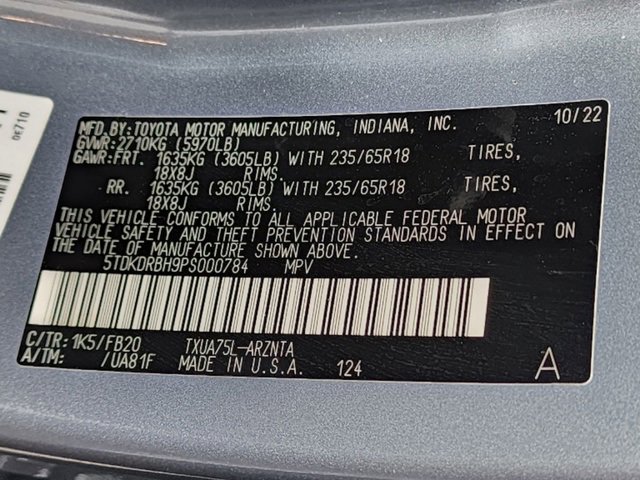 0E710
MFD.BY:TOYOTA MOTOR MANUFACTURING, INDIANA, INC. 10/22
GVWR:2710KG (5970LB)
GAWR:FRT. 1635KG (3605LB) WITH 235/65R18 TIRES,
18X8J RIMS.
RR. 1635KG (3605LB) WITH 235/65R18 TIRES,
18X8J RIMS.
THIS VEHICLE CONFORMS TO ALL APPLICABLE FEDERAL MOTOR
VEHICLE SAFETY AND THEFT PREVENTION STANDARDS IN EFFECT ON
THE DATE OF MANUFACTURE SHOWN ABOVE.
5TDKDRBH9PS000784 MPV
C/TR: 1K5/FB20 TXUA75L-ARZNTA
A/TM: /UA81F MADE IN U.S.A. 124 A